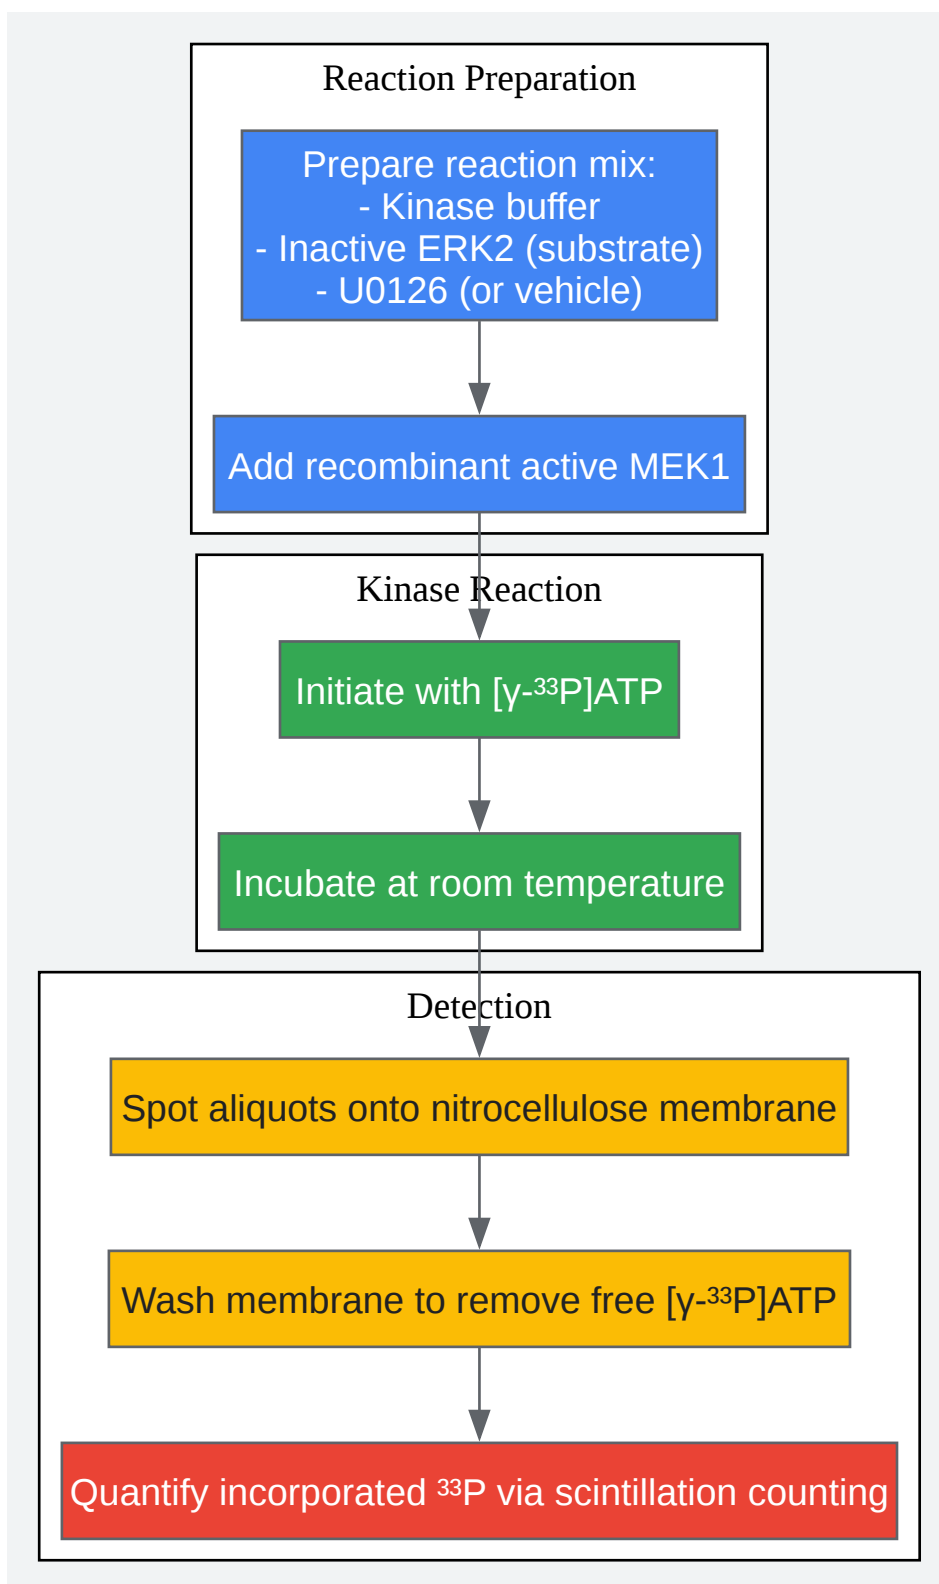 Reaction Preparation
Prepare reaction mix:
- Kinase buffer
- Inactive ERK2 (substrate)
- U0126 (or vehicle)
Add recombinant active MEK1
Kinase Reaction
Initiate with [γ-³³P]ATP
Incubate at room temperature
Detection
Spot aliquots onto nitrocellulose membrane
Wash membrane to remove free [γ-³³P]ATP
Quantify incorporated ³³P via scintillation counting